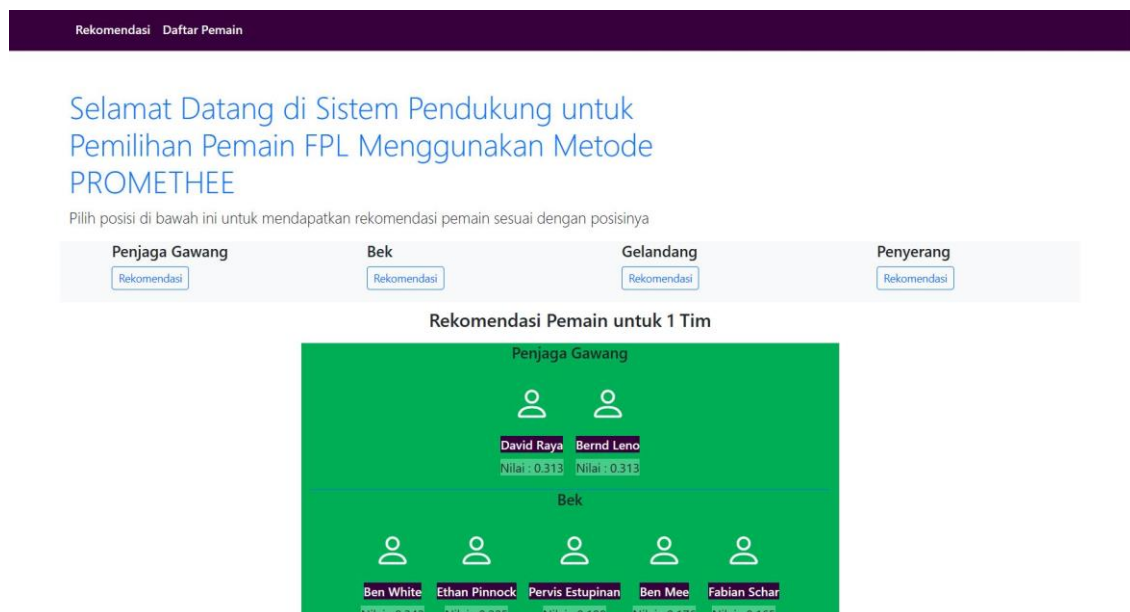 Rekomendasi Daftar Pemain
Selamat Datang di Sistem Pendukung untuk
Pemilihan Pemain FPL Menggunakan Metode
PROMETHEE
Pilih posisi di bawah ini untuk mendapatkan rekomendasi pemain sesuai dengan posisinya
Penjaga Gawang Bek Gelandang Penyerang
Rekomendasi Rekomendasi Rekomendasi Rekomendasi
Rekomendasi Pemain untuk 1 Tim
Penjaga Gawang
David Raya Bernd Leno
Nilai : 0.313 Nilai : 0.313
Bek
Ben White Ethan Pinnock Pervis Estupinan Ben Mee Fabian Schar